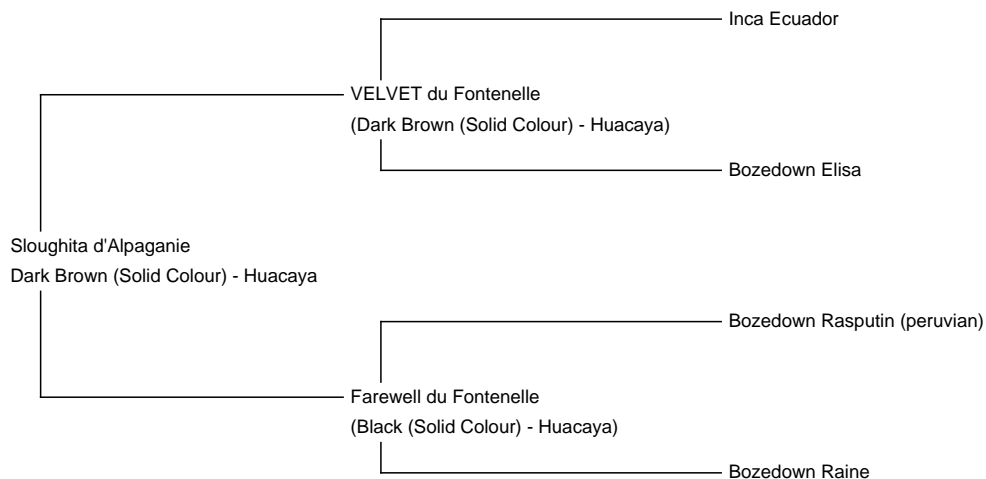 Inca Ecuador
VELVET du Fontenelle
(Dark Brown (Solid Colour) - Huacaya)
Bozedown Elisa
Sloughita d'Alpaganie
Dark Brown (Solid Colour) - Huacaya
Bozedown Rasputin (peruvian)
Farewell du Fontenelle
(Black (Solid Colour) - Huacaya)
Bozedown Raine